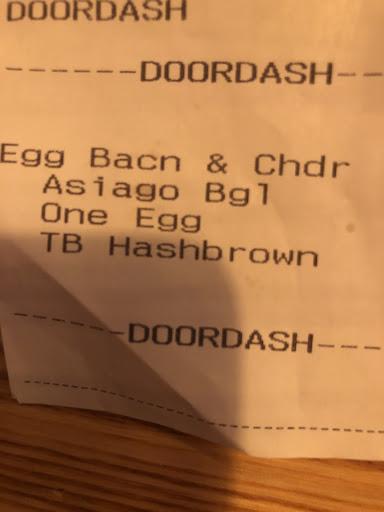 DOORDASH
------DOORDASH--
Egg Bacn & Chdr
Asiago Bgl
One Egg
TB Hashbrown
------DOORDASH---